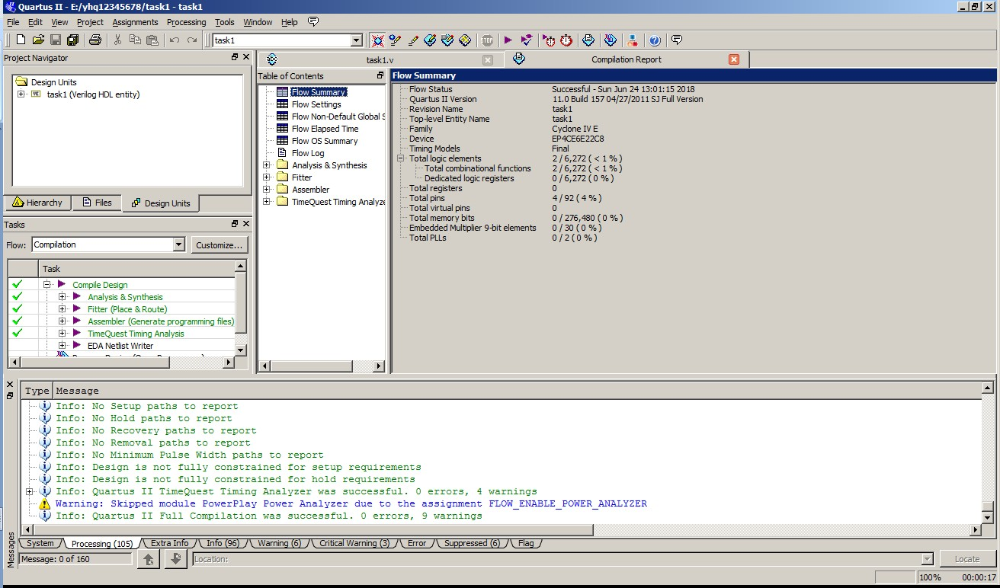 Quartus II - E:/yhq12345678/task1 - task1
File Edit View Project Assignments Processing Tools Window Help
task1
STOP
Project Navigator
Design Units
task1 (Verilog HDL entity)
Hierarchy Files Design Units
Tasks
Flow: Compilation Customize...
Task
Compile Design
Analysis & Synthesis
Fitter (Place & Route)
Assembler (Generate programming files)
TimeQuest Timing Analysis
EDA Netlist Writer
abc task1.v
Compilation Report
Table of Contents
Flow Summary
Flow Settings
Flow Non-Default Global S
Flow Elapsed Time
Flow OS Summary
Flow Log
Analysis & Synthesis
Fitter
Assembler
TimeQuest Timing Analyze
Flow Summary
Flow Status Successful - Sun Jun 24 13:01:15 2018
Quartus II Version 11.0 Build 157 04/27/2011 SJ Full Version
Revision Name task1
Top-level Entity Name task1
Family Cyclone IV E
Device EP4CE6E22C8
Timing Models Final
Total logic elements 2 / 6,272 ( < 1 % )
Total combinational functions 2 / 6,272 ( < 1 % )
Dedicated logic registers 0 / 6,272 ( 0 % )
Total registers 0
Total pins 4 / 92 ( 4 % )
Total virtual pins 0
Total memory bits 0 / 276,480 ( 0 % )
Embedded Multiplier 9-bit elements 0 / 30 ( 0 % )
Total PLLs 0 / 2 ( 0 % )
Type Message
Info: No Setup paths to report
Info: No Hold paths to report
Info: No Recovery paths to report
Info: No Removal paths to report
Info: No Minimum Pulse Width paths to report
Info: Design is not fully constrained for setup requirements
Info: Design is not fully constrained for hold requirements
Info: Quartus II TimeQuest Timing Analyzer was successful. 0 errors, 4 warnings
Warning: Skipped module PowerPlay Power Analyzer due to the assignment FLOW_ENABLE_POWER_ANALYZER
Info: Quartus II Full Compilation was successful. 0 errors, 9 warnings
Messages
System Processing (105) Extra Info Info (96) Warning (6) Critical Warning (3) Error Suppressed (6) Flag
Message: 0 of 160 Location: Locate
100% 00:00:17